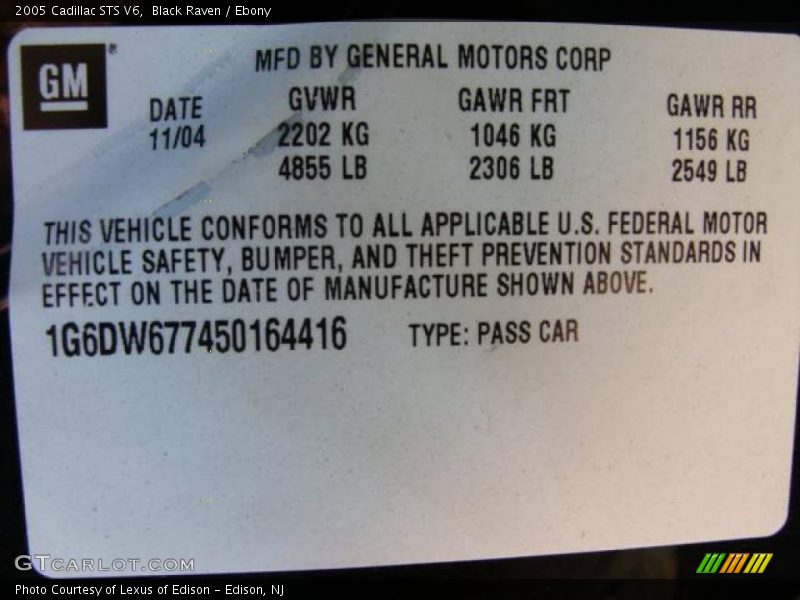 2005 Cadillac STS V6,  Black Raven / Ebony
GM ®
MFD BY GENERAL MOTORS CORP
DATE GVWR GAWR FRT GAWR RR
11/04 2202 KG 1046 KG 1156 KG
4855 LB 2306 LB 2549 LB
THIS VEHICLE CONFORMS TO ALL APPLICABLE U.S. FEDERAL MOTOR
VEHICLE SAFETY, BUMPER, AND THEFT PREVENTION STANDARDS IN
EFFECT ON THE DATE OF MANUFACTURE SHOWN ABOVE.
1G6DW677450164416 TYPE: PASS CAR
GTCARLOT.COM
Photo Courtesy of Lexus of Edison - Edison, NJ